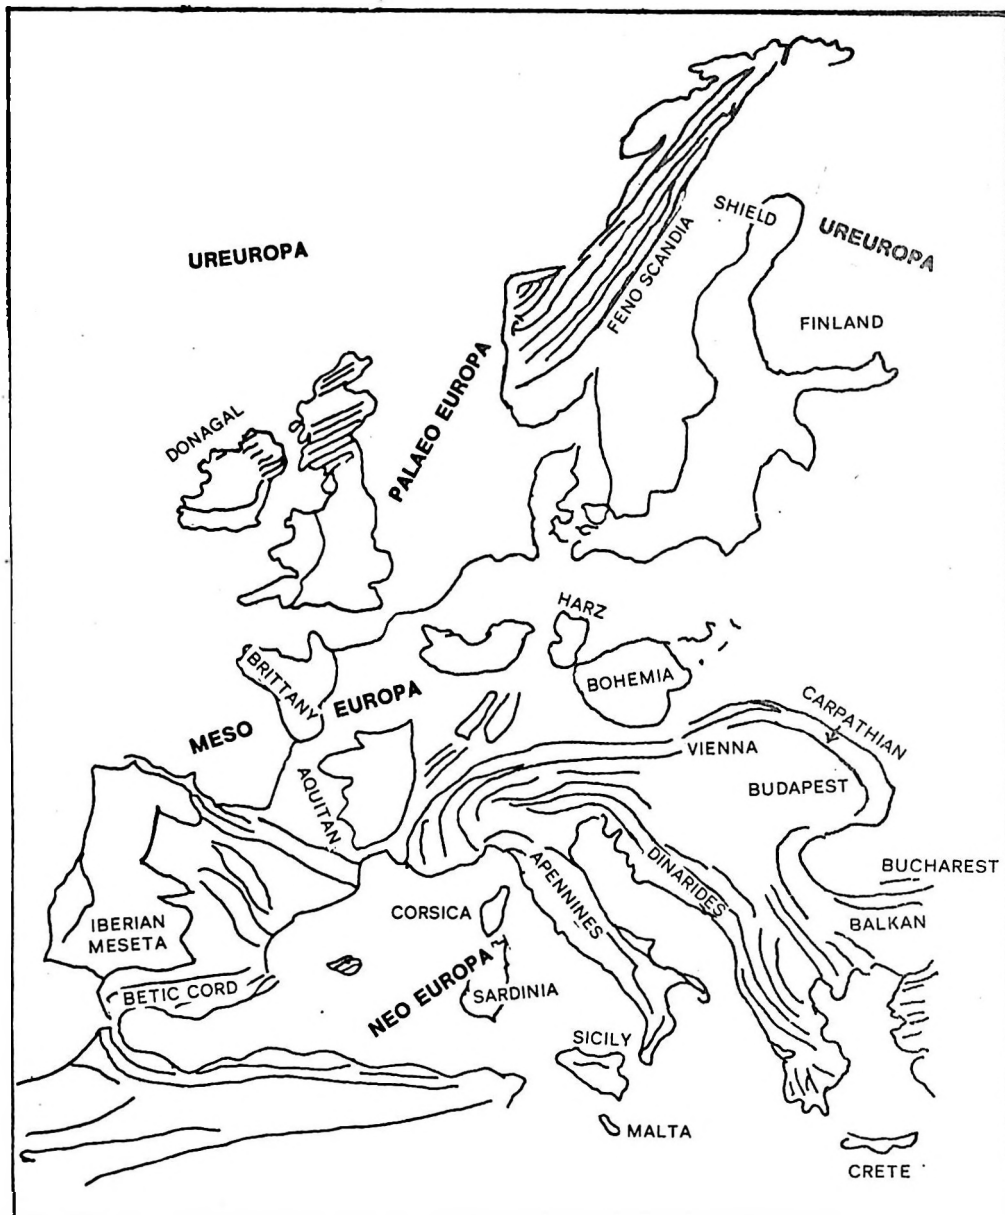 SHIELD
UREUROPA
UREUROPA
FENO SCANDIA
FINLAND
PALAEO EUROPA
DONAGAL
HARZ
BRITTANY
BOHEMIA
EUROPA
MESO
CARPATHIAN
VIENNA
AQUITAN
BUDAPEST
BUCHAREST
DINARIDES
APENNINES
CORSICA
IBERIAN
MESETA
BALKAN
BETIC CORD
NEO EUROPA
SARDINIA
SICILY
MALTA
CRETE